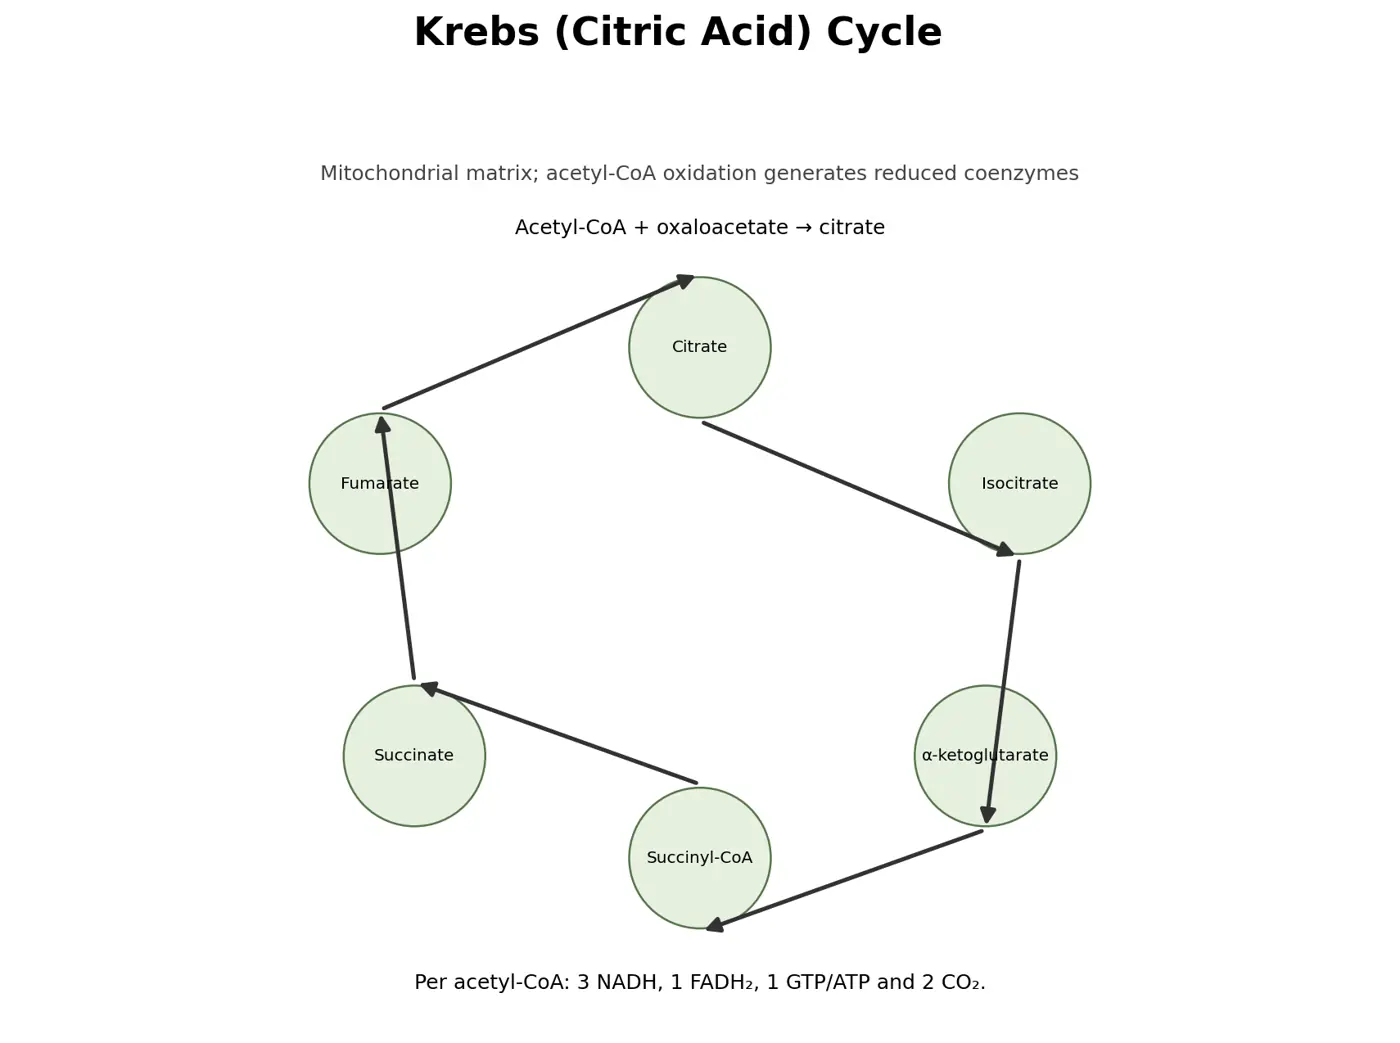 Krebs (Citric Acid) Cycle
Mitochondrial matrix; acetyl-CoA oxidation generates reduced coenzymes
Acetyl-CoA + oxaloacetate → citrate
Citrate
Fumarate
Isocitrate
Succinate
α-ketoglutarate
Succinyl-CoA
Per acetyl-CoA: 3 NADH, 1 FADH₂, 1 GTP/ATP and 2 CO₂.